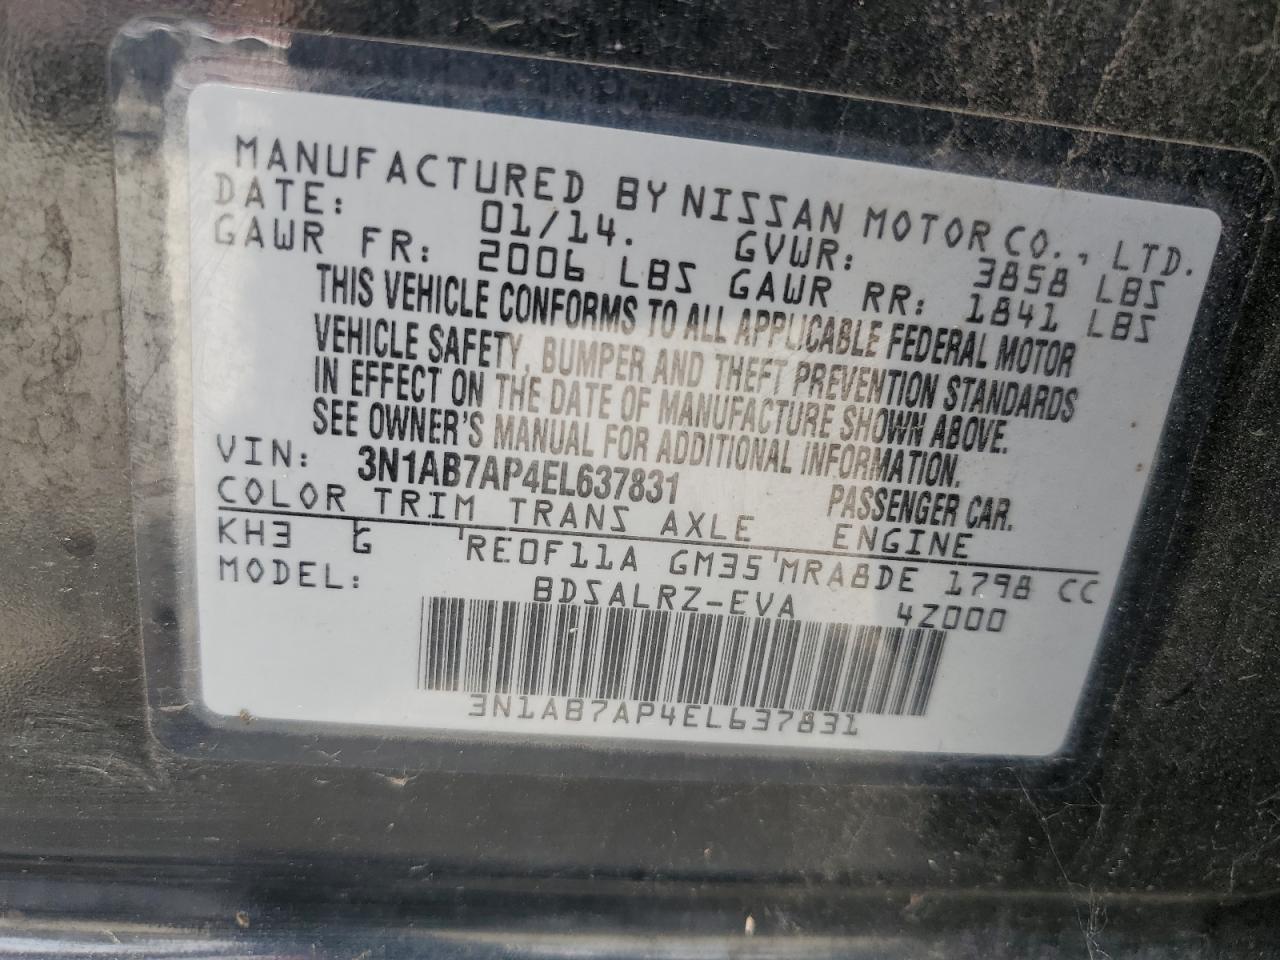 MANUFACTURED BY NISSAN MOTOR CO., LTD.
DATE: 01/14. GVWR: 3858 LBS
GAWR FR: 2006 LBS GAWR RR: 1841 LBS
THIS VEHICLE CONFORMS TO ALL APPLICABLE FEDERAL MOTOR
VEHICLE SAFETY, BUMPER AND THEFT PREVENTION STANDARDS
IN EFFECT ON THE DATE OF MANUFACTURE SHOWN ABOVE.
SEE OWNER'S MANUAL FOR ADDITIONAL INFORMATION.
VIN: 3N1AB7AP4EL637831 PASSENGER CAR.
COLOR TRIM TRANS AXLE ENGINE
KH3 G RE0F11A GM35 MRA8DE 1798 CC
MODEL: BDSALRZ-EVA 4Z000
3N1AB7AP4EL637831